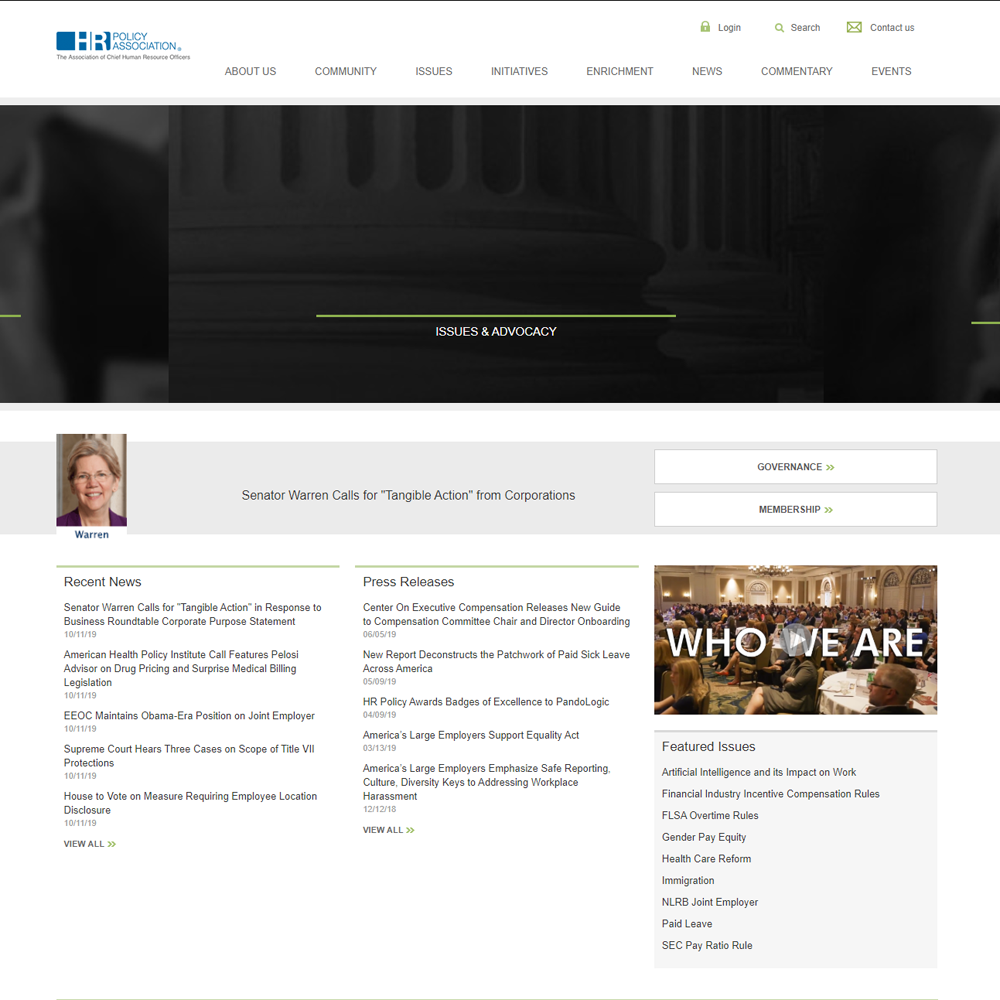 Login
Search
Contact us
HR POLICY ASSOCIATION®
The Association of Chief Human Resource Officers
ABOUT US
COMMUNITY
ISSUES
INITIATIVES
ENRICHMENT
NEWS
COMMENTARY
EVENTS
ISSUES & ADVOCACY
Warren
Senator Warren Calls for "Tangible Action" from Corporations
GOVERNANCE »
MEMBERSHIP »
Recent News
Senator Warren Calls for "Tangible Action" in Response to
Business Roundtable Corporate Purpose Statement
10/11/19
American Health Policy Institute Call Features Pelosi
Advisor on Drug Pricing and Surprise Medical Billing
Legislation
10/11/19
EEOC Maintains Obama-Era Position on Joint Employer
10/11/19
Supreme Court Hears Three Cases on Scope of Title VII
Protections
10/11/19
House to Vote on Measure Requiring Employee Location
Disclosure
10/11/19
VIEW ALL »
Press Releases
Center On Executive Compensation Releases New Guide
to Compensation Committee Chair and Director Onboarding
06/05/19
New Report Deconstructs the Patchwork of Paid Sick Leave
Across America
05/09/19
HR Policy Awards Badges of Excellence to PandoLogic
04/09/19
America's Large Employers Support Equality Act
03/13/19
America's Large Employers Emphasize Safe Reporting,
Culture, Diversity Keys to Addressing Workplace
Harassment
12/12/18
VIEW ALL »
WHO WE ARE
Featured Issues
Artificial Intelligence and its Impact on Work
Financial Industry Incentive Compensation Rules
FLSA Overtime Rules
Gender Pay Equity
Health Care Reform
Immigration
NLRB Joint Employer
Paid Leave
SEC Pay Ratio Rule